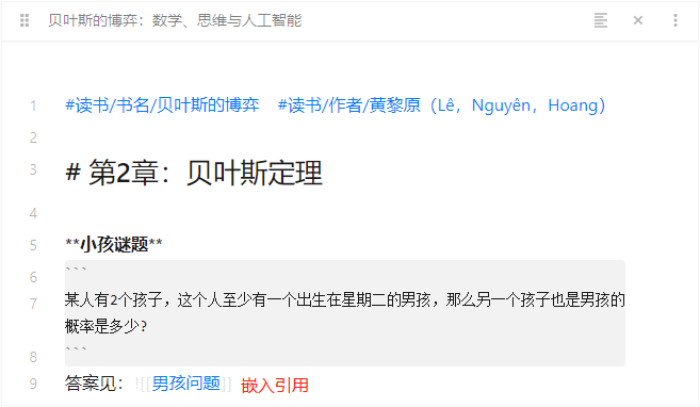 贝叶斯的博弈：数学、思维与人工智能
1 #读书/书名/贝叶斯的博弈 #读书/作者/黄黎原（Lê，Nguyên，Hoang）
2
3 # 第2章：贝叶斯定理
4
5 **小孩谜题**
6 ```
7 某人有2个孩子，这个人至少有一个出生在星期二的男孩，那么另一个孩子也是男孩的
概率是多少?
8 ```
9 答案见：![[男孩问题]] 嵌入引用